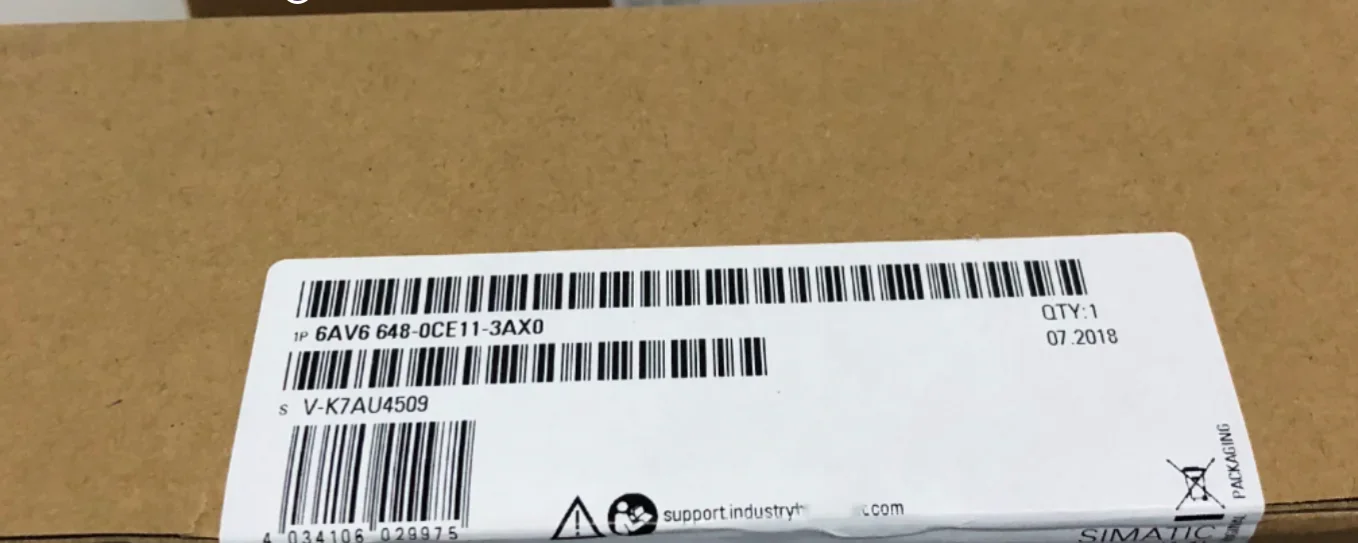 1P 6AV6 648-0CE11-3AX0
QTY:1
07.2018
S V-K7AU4509
4 034106 029975
support.industry
.com
SIMATIC
PACKAGING